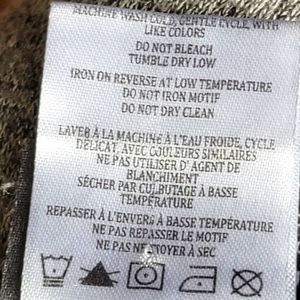 MACHINE WASH COLD, GENTLE CYCLE, WITH
LIKE COLORS
DO NOT BLEACH
TUMBLE DRY LOW
IRON ON REVERSE AT LOW TEMPERATURE
DO NOT IRON MOTIF
DO NOT DRY CLEAN
LAVER À LA MACHINE À L'EAU FROIDE, CYCLE
DÉLICAT, AVEC COULEURS SIMILAIRES
NE PAS UTILISER D'AGENT DE
BLANCHIMENT
SÉCHER PAR CULBUTAGE À BASSE
TEMPÉRATURE
REPASSER À L'ENVERS À BASSE TEMPÉRATURE
NE PAS REPASSER LE MOTIF
NE PAS NETTOYER À SEC